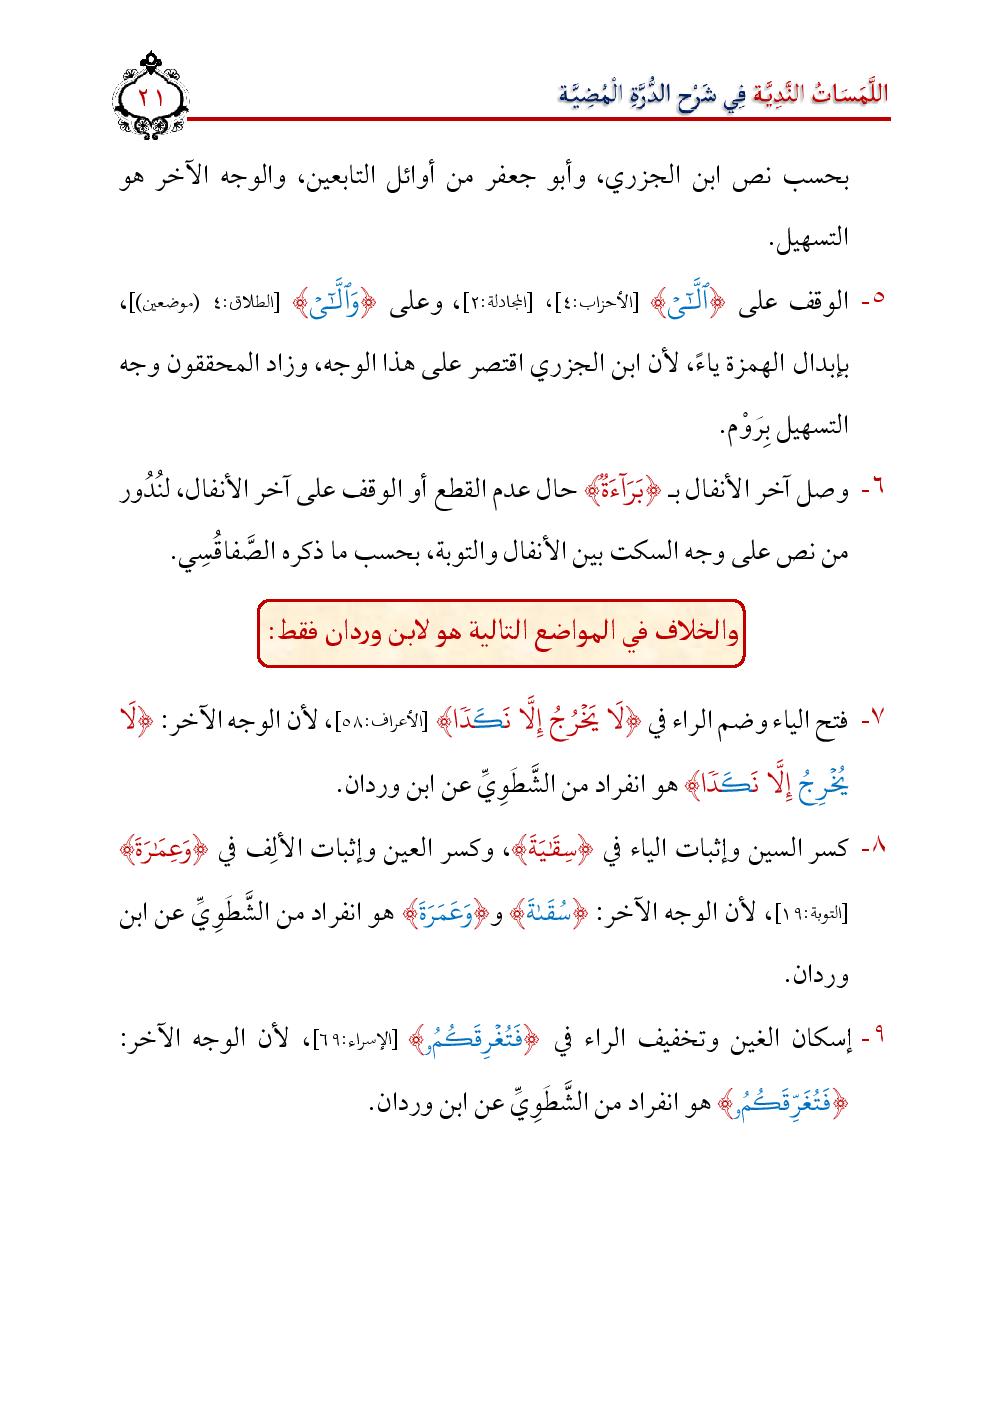 اللَّمَسَاتُ النَّدِيَّة فِي شَرْح الدُّرَّةِ الْمُضِيَّة
٢١
بحسب نص ابن الجزري، وأبو جعفر من أوائل التابعين، والوجه الآخر هو
التسهيل.
٥- الوقف على ﴿ٱلَّٰٓـِٔيْ﴾ [الأحزاب:٤]، [المجادلة:٢]، وعلى ﴿وَٱلَّٰٓـِٔيْ﴾ [الطلاق:٤ (موضعين)]،
بإبدال الهمزة ياءً، لأن ابن الجزري اقتصر على هذا الوجه، وزاد المحققون وجه
التسهيل بِرَوْم.
٦- وصل آخر الأنفال بـ ﴿بَرَآءَةٌ﴾ حال عدم القطع أو الوقف على آخر الأنفال، لنُدُور
من نص على وجه السكت بين الأنفال والتوبة، بحسب ما ذكره الصَّفاقُسِي.
والخلاف في المواضع التالية هو لابن وردان فقط:
٧- فتح الياء وضم الراء في ﴿لَا يَخْرُجُ إِلَّا نَكَدٗا﴾ [الأعراف:٥٨]، لأن الوجه الآخر: ﴿لَا
يُخْرِجُ إِلَّا نَكَدٗا﴾ هو انفراد من الشَّطَوِيِّ عن ابن وردان.
٨- كسر السين وإثبات الياء في ﴿سِقَايَةَ﴾، وكسر العين وإثبات الألِف في ﴿وَعِمَٰرَةَ﴾
[التوبة:١٩]، لأن الوجه الآخر: ﴿سُقَىٰةَ﴾ و﴿وَعَمَرَةَ﴾ هو انفراد من الشَّطَوِيِّ عن ابن
وردان.
٩- إسكان الغين وتخفيف الراء في ﴿فَتُغْرِقَكُمُۥ﴾ [الإسراء:٦٩]، لأن الوجه الآخر:
﴿فَتُغَرِّقَكُمُۥ﴾ هو انفراد من الشَّطَوِيِّ عن ابن وردان.